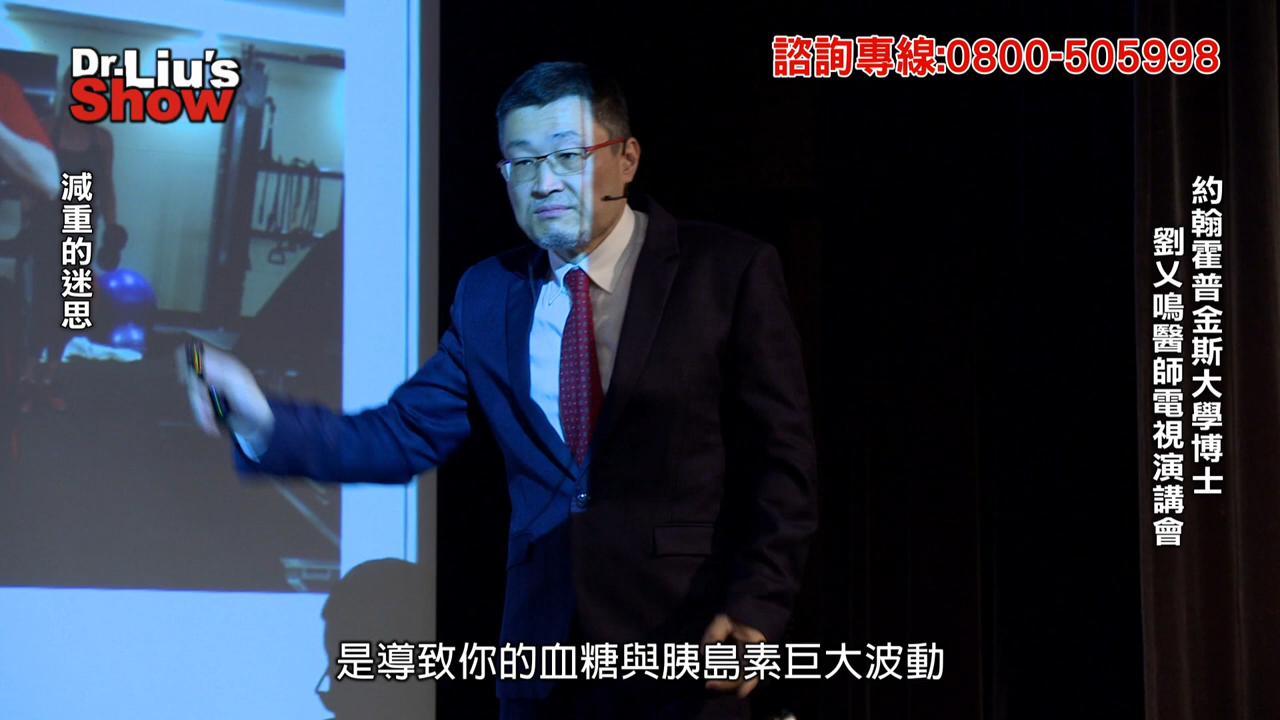 Dr.Liu's
Show
諮詢專線:0800-505998
減重的迷思
約翰霍普金斯大學博士
劉乂鳴醫師電視演講會
是導致你的血糖與胰島素巨大波動